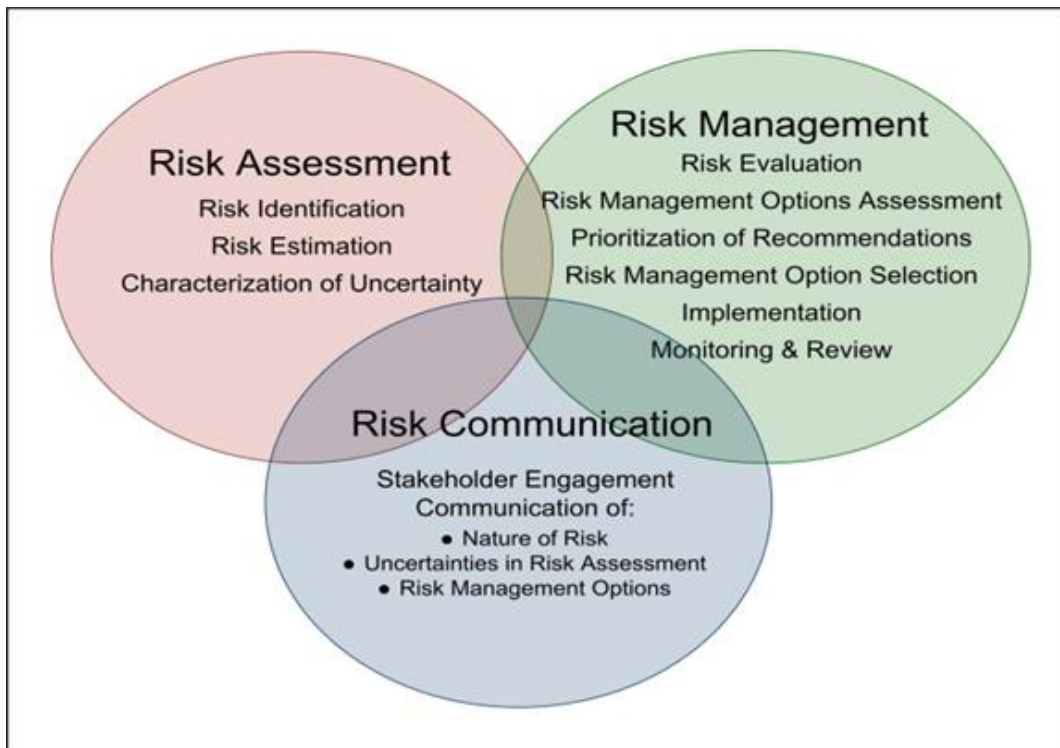 Risk Assessment
Risk Identification
Risk Estimation
Characterization of Uncertainty
Risk Management
Risk Evaluation
Risk Management Options Assessment
Prioritization of Recommendations
Risk Management Option Selection
Implementation
Monitoring & Review
Risk Communication
Stakeholder Engagement
Communication of:
● Nature of Risk
● Uncertainties in Risk Assessment
● Risk Management Options